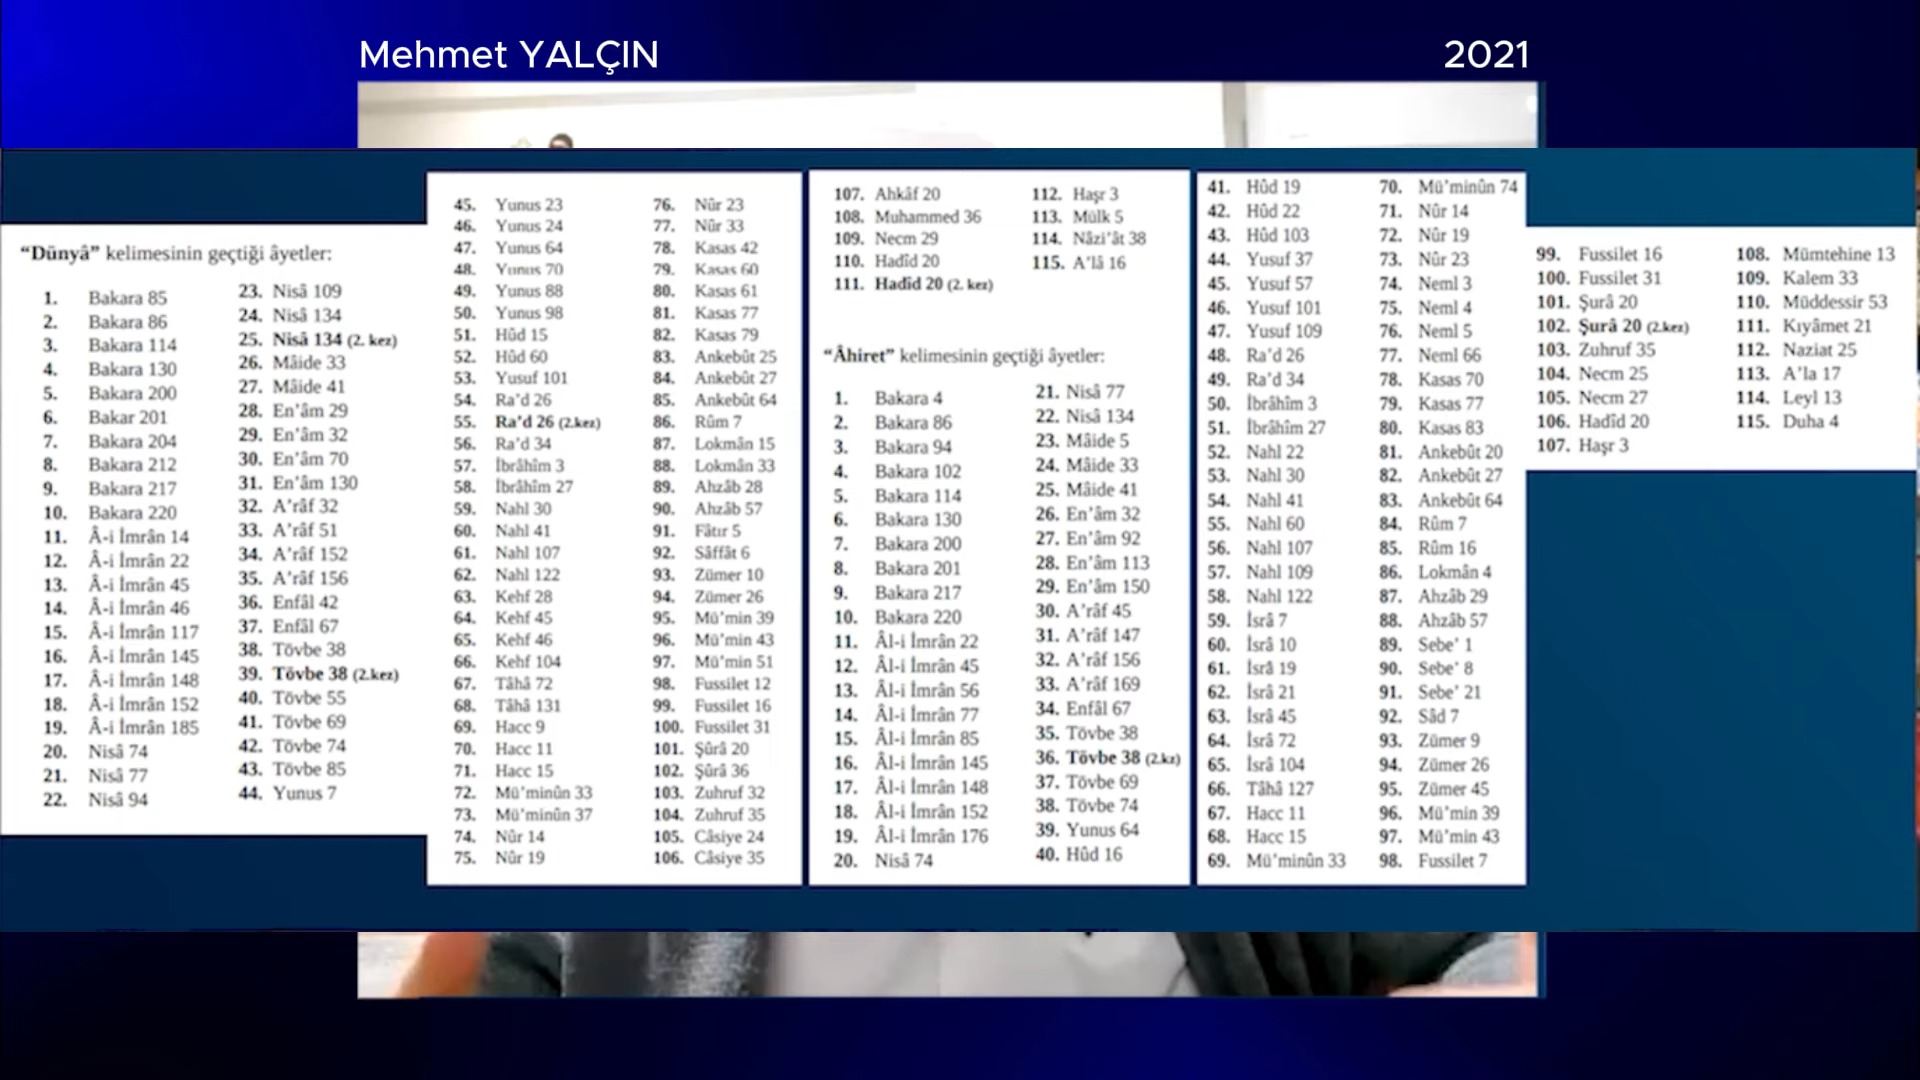 Mehmet YALÇIN
2021
“Dünyâ” kelimesinin geçtiği âyetler:
1. Bakara 85
2. Bakara 86
3. Bakara 114
4. Bakara 130
5. Bakara 200
6. Bakar 201
7. Bakara 204
8. Bakara 212
9. Bakara 217
10. Bakara 220
11. Â-i İmrân 14
12. Â-i İmrân 22
13. Â-i İmrân 45
14. Â-i İmrân 46
15. Â-i İmrân 117
16. Â-i İmrân 145
17. Â-i İmrân 148
18. Â-i İmrân 152
19. Â-i İmrân 185
20. Nisâ 74
21. Nisâ 77
22. Nisâ 94
23. Nisâ 109
24. Nisâ 134
25. Nisâ 134 (2. kez)
26. Mâide 33
27. Mâide 41
28. En’âm 29
29. En’âm 32
30. En’âm 70
31. En’âm 130
32. A’râf 32
33. A’râf 51
34. A’râf 152
35. A’râf 156
36. Enfâl 42
37. Enfâl 67
38. Tövbe 38
39. Tövbe 38 (2.kez)
40. Tövbe 55
41. Tövbe 69
42. Tövbe 74
43. Tövbe 85
44. Yunus 7
45. Yunus 23
46. Yunus 24
47. Yunus 64
48. Yunus 70
49. Yunus 88
50. Yunus 98
51. Hûd 15
52. Hûd 60
53. Yusuf 101
54. Ra’d 26
55. Ra’d 26 (2.kez)
56. Ra’d 34
57. İbrâhîm 3
58. İbrâhîm 27
59. Nahl 30
60. Nahl 41
61. Nahl 107
62. Nahl 122
63. Kehf 28
64. Kehf 45
65. Kehf 46
66. Kehf 104
67. Tâhâ 72
68. Tâhâ 131
69. Hacc 9
70. Hacc 11
71. Hacc 15
72. Mü’minûn 33
73. Mü’minûn 37
74. Nûr 14
75. Nûr 19
76. Nûr 23
77. Nûr 33
78. Kasas 42
79. Kasas 60
80. Kasas 61
81. Kasas 77
82. Kasas 79
83. Ankebût 25
84. Ankebût 27
85. Ankebût 64
86. Rûm 7
87. Lokmân 15
88. Lokmân 33
89. Ahzâb 28
90. Ahzâb 57
91. Fâtır 5
92. Sâffât 6
93. Zümer 10
94. Zümer 26
95. Mü’min 39
96. Mü’min 43
97. Mü’min 51
98. Fussilet 12
99. Fussilet 16
100. Fussilet 31
101. Şûrâ 20
102. Şûrâ 36
103. Zuhruf 32
104. Zuhruf 35
105. Câsiye 24
106. Câsiye 35
107. Ahkâf 20
108. Muhammed 36
109. Necm 29
110. Hadîd 20
111. Hadîd 20 (2. kez)
112. Haşr 3
113. Mülk 5
114. Nâzi’ât 38
115. A’lâ 16
“Âhiret” kelimesinin geçtiği âyetler:
1. Bakara 4
2. Bakara 86
3. Bakara 94
4. Bakara 102
5. Bakara 114
6. Bakara 130
7. Bakara 200
8. Bakara 201
9. Bakara 217
10. Bakara 220
11. Âl-i İmrân 22
12. Âl-i İmrân 45
13. Âl-i İmrân 56
14. Âl-i İmrân 77
15. Âl-i İmrân 85
16. Âl-i İmrân 145
17. Âl-i İmrân 148
18. Âl-i İmrân 152
19. Âl-i İmrân 176
20. Nisâ 74
21. Nisâ 77
22. Nisâ 134
23. Mâide 5
24. Mâide 33
25. Mâide 41
26. En’âm 32
27. En’âm 92
28. En’âm 113
29. En’âm 150
30. A’râf 45
31. A’râf 147
32. A’râf 156
33. A’râf 169
34. Enfâl 67
35. Tövbe 38
36. Tövbe 38 (2.kz)
37. Tövbe 69
38. Tövbe 74
39. Yunus 64
40. Hûd 16
41. Hûd 19
42. Hûd 22
43. Hûd 103
44. Yusuf 37
45. Yusuf 57
46. Yusuf 101
47. Yusuf 109
48. Ra’d 26
49. Ra’d 34
50. İbrâhîm 3
51. İbrâhîm 27
52. Nahl 22
53. Nahl 30
54. Nahl 41
55. Nahl 60
56. Nahl 107
57. Nahl 109
58. Nahl 122
59. İsrâ 7
60. İsrâ 10
61. İsrâ 19
62. İsrâ 21
63. İsrâ 45
64. İsrâ 72
65. İsrâ 104
66. Tâhâ 127
67. Hacc 11
68. Hacc 15
69. Mü’minûn 33
70. Mü’minûn 74
71. Nûr 14
72. Nûr 19
73. Nûr 23
74. Neml 3
75. Neml 4
76. Neml 5
77. Neml 66
78. Kasas 70
79. Kasas 77
80. Kasas 83
81. Ankebût 20
82. Ankebût 27
83. Ankebût 64
84. Rûm 7
85. Rûm 16
86. Lokmân 4
87. Ahzâb 29
88. Ahzâb 57
89. Sebe’ 1
90. Sebe’ 8
91. Sebe’ 21
92. Sâd 7
93. Zümer 9
94. Zümer 26
95. Zümer 45
96. Mü’min 39
97. Mü’min 43
98. Fussilet 7
99. Fussilet 16
100. Fussilet 31
101. Şurâ 20
102. Şurâ 20 (2.kez)
103. Zuhruf 35
104. Necm 25
105. Necm 27
106. Hadîd 20
107. Haşr 3
108. Mümtehine 13
109. Kalem 33
110. Müddessir 53
111. Kıyâmet 21
112. Naziat 25
113. A’la 17
114. Leyl 13
115. Duha 4